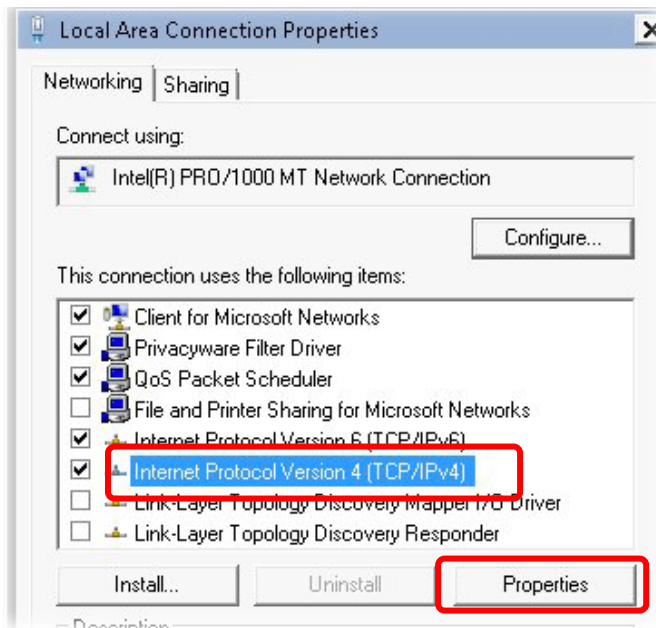 Local Area Connection Properties
Networking
Sharing
Connect using:
Intel(R) PRO/1000 MT Network Connection
Configure...
This connection uses the following items:
Client for Microsoft Networks
Privacyware Filter Driver
QoS Packet Scheduler
File and Printer Sharing for Microsoft Networks
Internet Protocol Version 6 (TCP/IPv6)
Internet Protocol Version 4 (TCP/IPv4)
Link-Layer Topology Discovery Mapper I/O Driver
Link-Layer Topology Discovery Responder
Install...
Uninstall
Properties
Description